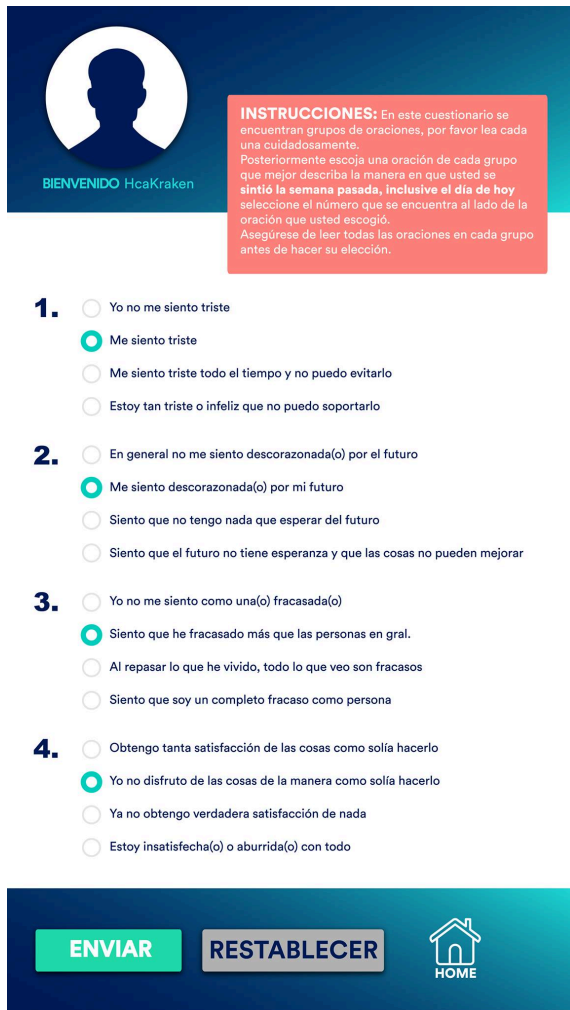 BIENVENIDO HcaKraken
INSTRUCCIONES: En este cuestionario se
encuentran grupos de oraciones, por favor lea cada
una cuidadosamente.
Posteriormente escoja una oración de cada grupo
que mejor describa la manera en que usted se
sintió la semana pasada, inclusive el día de hoy
seleccione el número que se encuentra al lado de la
oración que usted escogió.
Asegúrese de leer todas las oraciones en cada grupo
antes de hacer su elección.
1. Yo no me siento triste
Me siento triste
Me siento triste todo el tiempo y no puedo evitarlo
Estoy tan triste o infeliz que no puedo soportarlo
2. En general no me siento descorazonada(o) por el futuro
Me siento descorazonada(o) por mi futuro
Siento que no tengo nada que esperar del futuro
Siento que el futuro no tiene esperanza y que las cosas no pueden mejorar
3. Yo no me siento como una(o) fracasada(o)
Siento que he fracasado más que las personas en gral.
Al repasar lo que he vivido, todo lo que veo son fracasos
Siento que soy un completo fracaso como persona
4. Obtengo tanta satisfacción de las cosas como solía hacerlo
Yo no disfruto de las cosas de la manera como solía hacerlo
Ya no obtengo verdadera satisfacción de nada
Estoy insatisfecha(o) o aburrida(o) con todo
ENVIAR RESTABLECER HOME